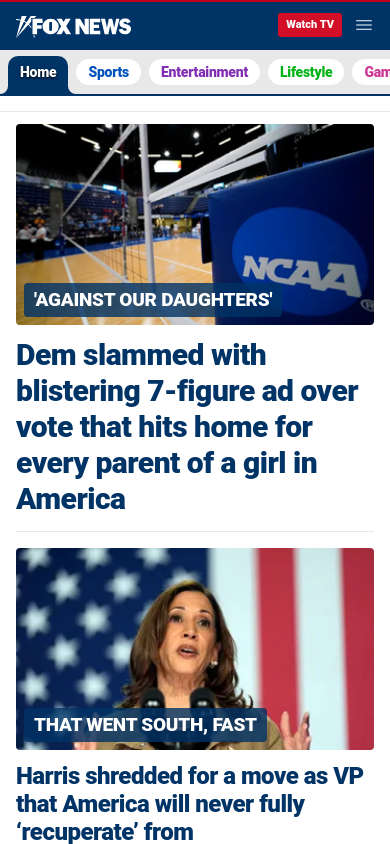 FOX NEWS
Watch TV
Home Sports Entertainment Lifestyle Gam
NCAA
®
'AGAINST OUR DAUGHTERS'
Dem slammed with
blistering 7-figure ad over
vote that hits home for
every parent of a girl in
America
THAT WENT SOUTH, FAST
Harris shredded for a move as VP
that America will never fully
‘recuperate’ from